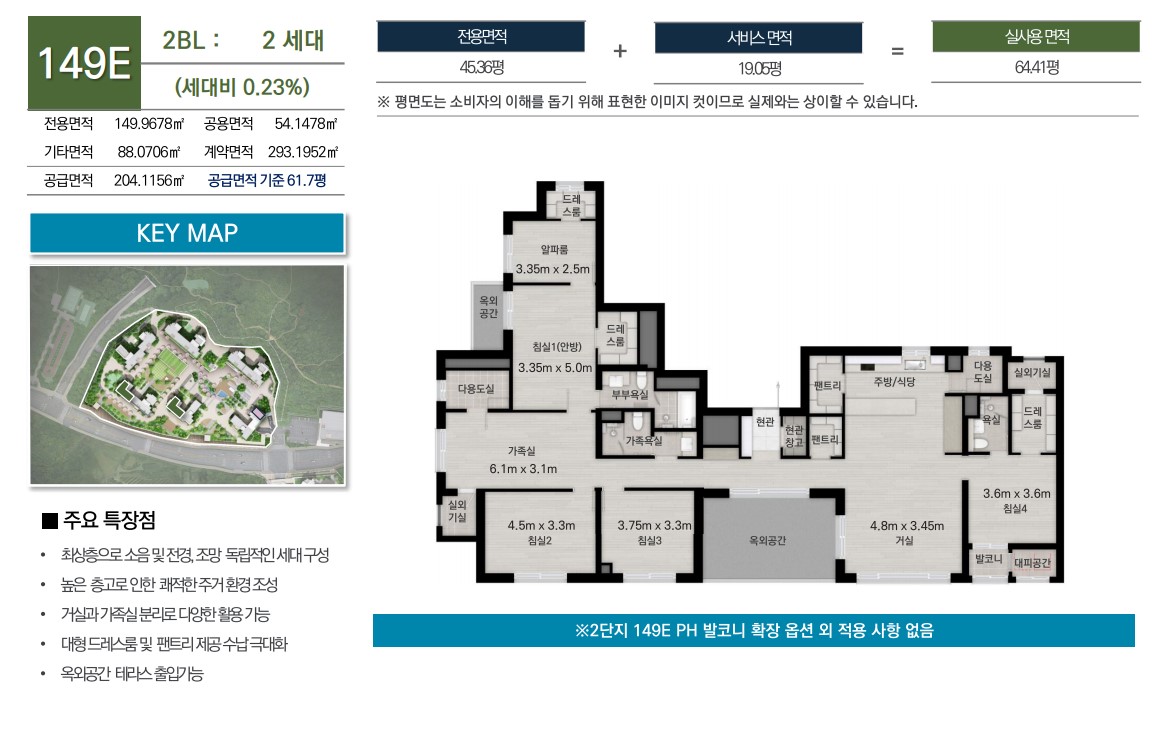 149E
2BL : 2 세대
(세대비 0.23%)
전용면적 149.9678㎡ 공용면적 54.1478㎡
기타면적 88.0706㎡ 계약면적 293.1952㎡
공급면적 204.1156㎡ 공급면적 기준 61.7평
전용면적 + 서비스 면적 = 실사용 면적
45.36평 19.05평 64.41평
※ 평면도는 소비자의 이해를 돕기 위해 표현한 이미지 컷이므로 실제와는 상이할 수 있습니다.
KEY MAP
드레
스룸
알파룸
3.35m x 2.5m
옥외
공간
드레
스룸
침실1(안방)
3.35m x 5.0m
다용도실
부부욕실
가족욕실
가족실
6.1m x 3.1m
현관
현관
창고
팬트리
팬트리
주방/식당
다용
도실
실외기실
욕실
드레
스룸
실외
기실
4.5m x 3.3m
침실2
3.75m x 3.3m
침실3
옥외공간
4.8m x 3.45m
거실
3.6m x 3.6m
침실4
발코니
대피공간
■ 주요 특장점
• 최상층으로 소음 및 전경, 조망 독립적인 세대 구성
• 높은 층고로 인한 쾌적한 주거 환경 조성
• 거실과 가족실 분리로 다양한 활용 가능
• 대형 드레스룸 및 팬트리 제공 수납 극대화
• 옥외공간 테라스 출입가능
※2단지 149E PH 발코니 확장 옵션 외 적용 사항 없음